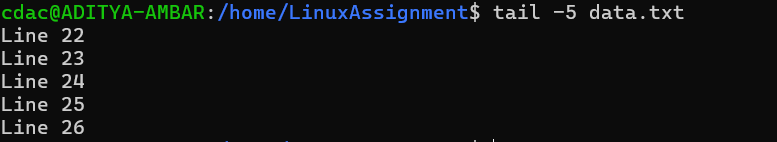 cdac@ADITYA-AMBAR:/home/LinuxAssignment$ tail -5 data.txt
Line 22
Line 23
Line 24
Line 25
Line 26